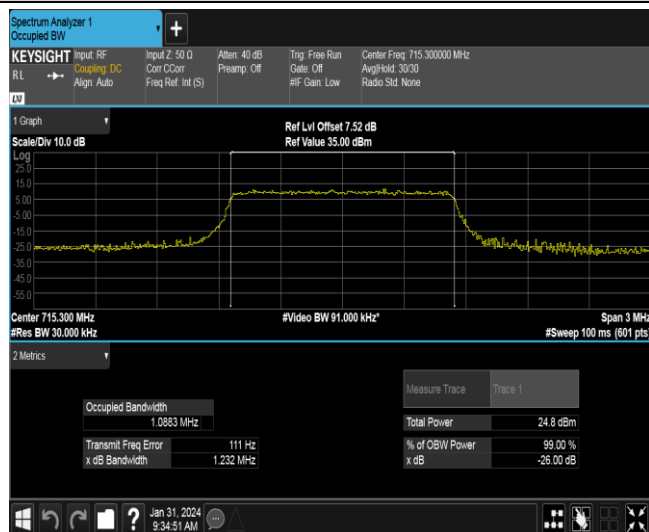 Spectrum Analyzer 1
Occupied BW
+
KEYSIGHT
RL
Input: RF
Coupling: DC
Align: Auto
Input Z: 50 Ω
Corr CCorr
Freq Ref: Int (S)
Atten: 40 dB
Preamp: Off
Trig: Free Run
Gate: Off
#IF Gain: Low
Center Freq: 715.300000 MHz
Avg|Hold: 30/30
Radio Std: None
LXI
1 Graph
Scale/Div 10.0 dB
Ref Lvl Offset 7.52 dB
Ref Value 35.00 dBm
Log
25.0
15.0
5.00
-5.00
-15.0
-25.0
-35.0
-45.0
-55.0
Center 715.300 MHz
#Video BW 91.000 kHz*
Span 3 MHz
#Res BW 30.000 kHz
#Sweep 100 ms (601 pts)
2 Metrics
Measure Trace
Trace 1
Occupied Bandwidth
1.0883 MHz
Total Power
24.8 dBm
Transmit Freq Error
111 Hz
% of OBW Power
99.00 %
x dB Bandwidth
1.232 MHz
x dB
-26.00 dB
?
Jan 31, 2024
9:34:51 AM